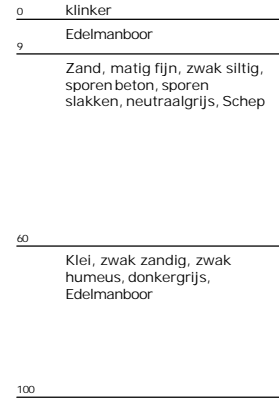 0 klinker
Edelmanboor
9
Zand, matig fijn, zwak siltig,
sporen beton, sporen
slakken, neutraalgrijs, Schep
60
Klei, zwak zandig, zwak
humeus, donkergrijs,
Edelmanboor
100